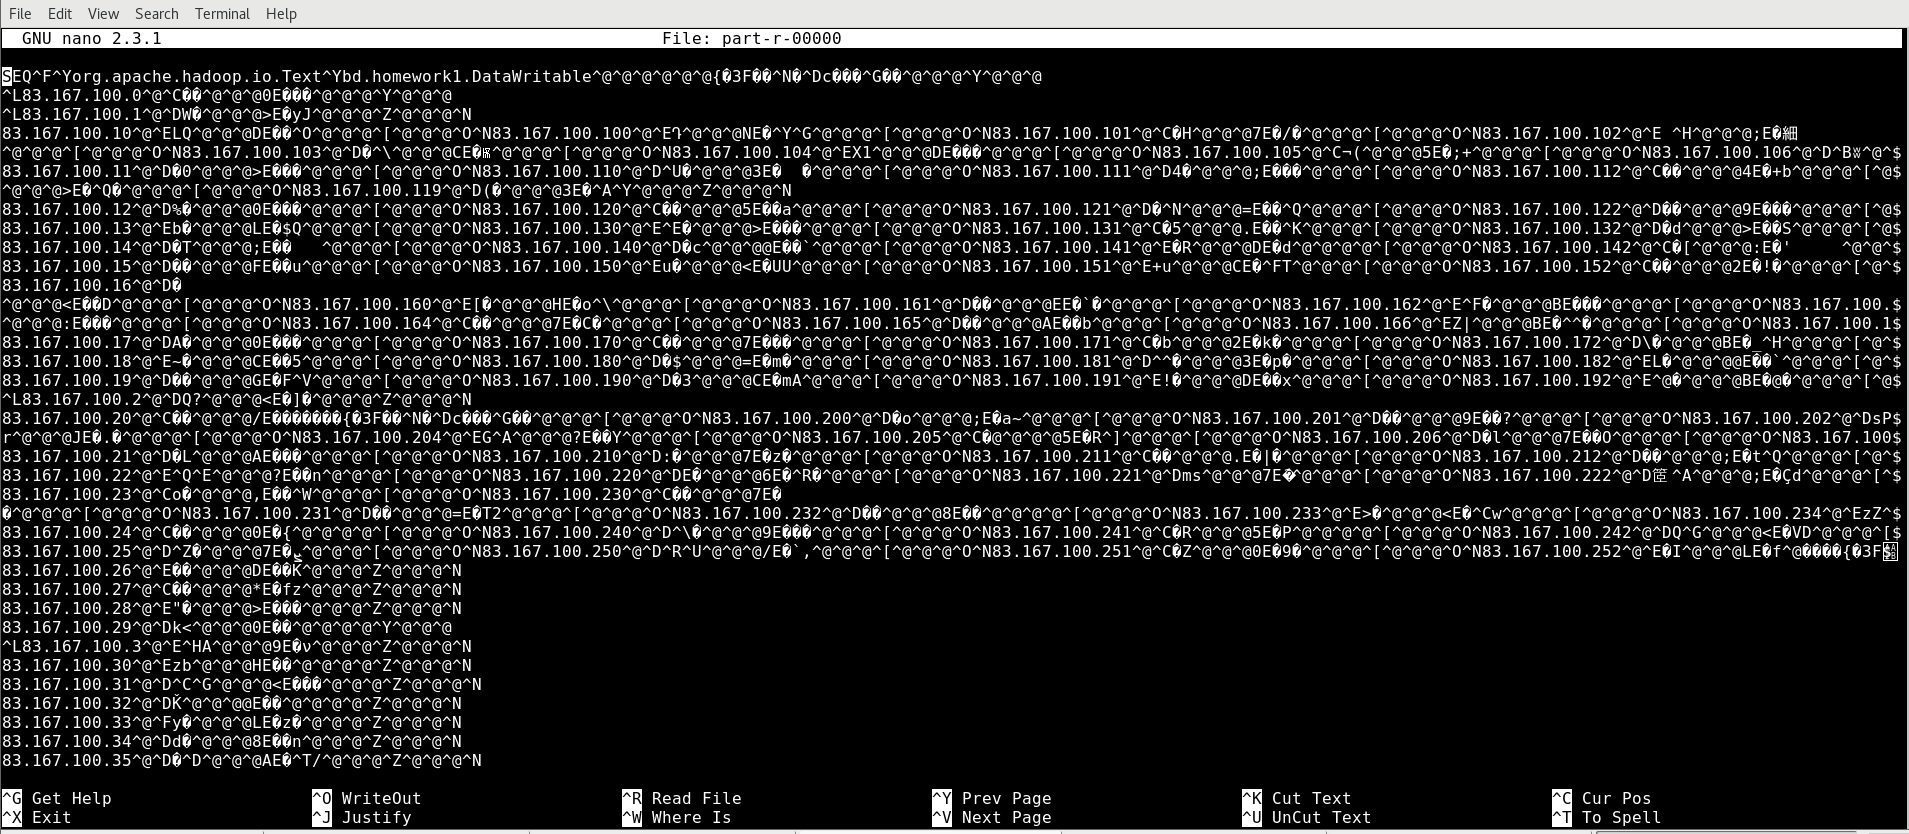 File Edit View Search Terminal Help
GNU nano 2.3.1 File: part-r-00000
SEQ^F^Yorg.apache.hadoop.io.Text^Ybd.homework1.DataWritable^@^@^@^@^@^@{�3F��^N�^Dc���^G��^@^@^@^Y^@^@^@
^L83.167.100.0^@^C��^@^@^@0E���^@^@^@^Y^@^@^@
^L83.167.100.1^@^DW�^@^@^@>E�yJ^@^@^@^Z^@^@^@^N
83.167.100.10^@^ELQ^@^@^@DE��^O^@^@^@^[^@^@^@^O^N83.167.100.100^@^E^@^@^@NE�^Y^G^@^@^@^[^@^@^@^O^N83.167.100.101^@^C�H^@^@^@7E�/�^@^@^@^[^@^@^@^O^N83.167.100.102^@^E ^H^@^@^@;E�細
^@^@^@^[^@^@^@^O^N83.167.100.103^@^D�^\^@^@^@CE�^@^@^@^[^@^@^@^O^N83.167.100.104^@^EX1^@^@^@DE���^@^@^@^[^@^@^@^O^N83.167.100.105^@^C¬(^@^@^@5E�;+^@^@^@^[^@^@^@^O^N83.167.100.106^@^D^B^@^@^$
83.167.100.11^@^D�0^@^@^@>E���^@^@^@^[^@^@^@^O^N83.167.100.110^@^D^U�^@^@^@3E� �^@^@^@^[^@^@^@^O^N83.167.100.111^@^D4�^@^@^@;E���^@^@^@^[^@^@^@^O^N83.167.100.112^@^C��^@^@^@4E�+b^@^@^@^[^@$
^@^@^@>E�^Q�^@^@^@^[^@^@^@^O^N83.167.100.119^@^D(�^@^@^@3E�^A^Y^@^@^@^Z^@^@^@^N
83.167.100.12^@^D%�^@^@^@0E���^@^@^@^[^@^@^@^O^N83.167.100.120^@^C��^@^@^@5E��a^@^@^@^[^@^@^@^O^N83.167.100.121^@^D�^N^@^@^@=E��^Q^@^@^@^[^@^@^@^O^N83.167.100.122^@^D��^@^@^@9E���^@^@^@^[^@$
83.167.100.13^@^Eb�^@^@^@LE�$Q^@^@^@^[^@^@^@^O^N83.167.100.130^@^E^E�^@^@^@>E���^@^@^@^[^@^@^@^O^N83.167.100.131^@^C�5^@^@^@.E��^K^@^@^@^[^@^@^@^O^N83.167.100.132^@^D�d^@^@^@>E��S^@^@^@^[^@$
83.167.100.14^@^D�T^@^@^@;E�� ^@^@^@^[^@^@^@^O^N83.167.100.140^@^D�c^@^@^@@E��`^@^@^@^[^@^@^@^O^N83.167.100.141^@^E�R^@^@^@DE�d^@^@^@^[^@^@^@^O^N83.167.100.142^@^C�[^@^@^@:E�' ^@^@^$
83.167.100.15^@^D��^@^@^@FE��u^@^@^@^[^@^@^@^O^N83.167.100.150^@^Eu�^@^@^@<E�UU^@^@^@^[^@^@^@^O^N83.167.100.151^@^E+u^@^@^@CE�^FT^@^@^@^[^@^@^@^O^N83.167.100.152^@^C��^@^@^@2E�!�^@^@^@^[^@^$
83.167.100.16^@^D�
^@^@^@<E��D^@^@^@^[^@^@^@^O^N83.167.100.160^@^E[�^@^@^@HE�o^\^@^@^@^[^@^@^@^O^N83.167.100.161^@^D��^@^@^@EE�`�^@^@^@^[^@^@^@^O^N83.167.100.162^@^E^F�^@^@^@BE���^@^@^@^[^@^@^@^O^N83.167.100.$
^@^@^@:E���^@^@^@^[^@^@^@^O^N83.167.100.164^@^C��^@^@^@7E�C�^@^@^@^[^@^@^@^O^N83.167.100.165^@^D��^@^@^@AE��b^@^@^@^[^@^@^@^O^N83.167.100.166^@^EZ|^@^@^@BE�^^�^@^@^@^[^@^@^@^O^N83.167.100.1$
83.167.100.17^@^DA�^@^@^@0E���^@^@^@^[^@^@^@^O^N83.167.100.170^@^C��^@^@^@7E���^@^@^@^[^@^@^@^O^N83.167.100.171^@^C�b^@^@^@2E�k�^@^@^@^[^@^@^@^O^N83.167.100.172^@^D\�^@^@^@BE�_^H^@^@^@^[^@^$
83.167.100.18^@^E~�^@^@^@CE��5^@^@^@^[^@^@^@^O^N83.167.100.180^@^D�$^@^@^@=E�m�^@^@^@^[^@^@^@^O^N83.167.100.181^@^D^^�^@^@^@3E�p�^@^@^@^[^@^@^@^O^N83.167.100.182^@^EL�^@^@^@@E��`^@^@^@^[^@^$
83.167.100.19^@^D��^@^@^@GE�F^V^@^@^@^[^@^@^@^O^N83.167.100.190^@^D�3^@^@^@CE�mA^@^@^@^[^@^@^@^O^N83.167.100.191^@^E!�^@^@^@DE��x^@^@^@^[^@^@^@^O^N83.167.100.192^@^E^@�^@^@^@BE�@�^@^@^@^[^@$
^L83.167.100.2^@^DQ?^@^@^@<E�]�^@^@^@^Z^@^@^@^N
83.167.100.20^@^C��^@^@^@/E�������{�3F��^N�^Dc���^G��^@^@^@^[^@^@^@^O^N83.167.100.200^@^D�o^@^@^@;E�a~^@^@^@^[^@^@^@^O^N83.167.100.201^@^D��^@^@^@9E��?^@^@^@^[^@^@^@^O^N83.167.100.202^@^DsP$
r^@^@^@JE�.�^@^@^@^[^@^@^@^O^N83.167.100.204^@^EG^A^@^@^@?E��Y^@^@^@^[^@^@^@^O^N83.167.100.205^@^C�^@^@^@5E�R^]^@^@^@^[^@^@^@^O^N83.167.100.206^@^D�l^@^@^@7E��O^@^@^@^[^@^@^@^O^N83.167.100$
83.167.100.21^@^D�L^@^@^@AE���^@^@^@^[^@^@^@^O^N83.167.100.210^@^D:�^@^@^@7E�z�^@^@^@^[^@^@^@^O^N83.167.100.211^@^C��^@^@^@.E�|�^@^@^@^[^@^@^@^O^N83.167.100.212^@^D��^@^@^@;E�t^Q^@^@^@^[^@^$
83.167.100.22^@^E^Q^E^@^@^@?E��n^@^@^@^[^@^@^@^O^N83.167.100.220^@^DE�^@^@^@6E�^R�^@^@^@^[^@^@^@^O^N83.167.100.221^@^Dms^@^@^@7E�^@^@^@^[^@^@^@^O^N83.167.100.222^@^D ^A^@^@^@;E�Çd^@^@^@^[^$
83.167.100.23^@^Co�^@^@^@,E��^W^@^@^@^[^@^@^@^O^N83.167.100.230^@^C��^@^@^@7E�
�^@^@^@^[^@^@^@^O^N83.167.100.231^@^D��^@^@^@=E�T2^@^@^@^[^@^@^@^O^N83.167.100.232^@^D��^@^@^@8E��^@^@^@^@^[^@^@^@^O^N83.167.100.233^@^E>�^@^@^@<E�^Cw^@^@^@^[^@^@^@^O^N83.167.100.234^@^EzZ^$
83.167.100.24^@^C��^@^@^@0E�{^@^@^@^[^@^@^@^O^N83.167.100.240^@^D^\�^@^@^@9E���^@^@^@^[^@^@^@^O^N83.167.100.241^@^C�R^@^@^@5E�P^@^@^@^[^@^@^@^O^N83.167.100.242^@^DQ^G^@^@^@<E�VD^@^@^@^[$
83.167.100.25^@^D^Z�^@^@^@7E�^@^@^@^[^@^@^@^O^N83.167.100.250^@^D^R^U^@^@^@/E�`,^@^@^@^[^@^@^@^O^N83.167.100.251^@^C�Z^@^@^@0E�9�^@^@^@^[^@^@^@^O^N83.167.100.252^@^E�I^@^@^@LE�f^@����{�3F
83.167.100.26^@^E��^@^@^@DE��K^@^@^@^Z^@^@^@^N
83.167.100.27^@^C��^@^@^@*E�fz^@^@^@^Z^@^@^@^N
83.167.100.28^@^E"�^@^@^@>E���^@^@^@^Z^@^@^@^N
83.167.100.29^@^Dk<^@^@^@0E��^@^@^@^@^Y^@^@^@
^L83.167.100.3^@^E^HA^@^@^@9E�ν^@^@^@^Z^@^@^@^N
83.167.100.30^@^Ezb^@^@^@HE��^@^@^@^@^Z^@^@^@^N
83.167.100.31^@^D^C^G^@^@^@<E���^@^@^@^Z^@^@^@^N
83.167.100.32^@^DǨ^@^@^@@E��^@^@^@^@^Z^@^@^@^N
83.167.100.33^@^Fy�^@^@^@LE�z�^@^@^@^Z^@^@^@^N
83.167.100.34^@^Dd�^@^@^@8E��n^@^@^@^Z^@^@^@^N
83.167.100.35^@^D�^D^@^@^@AE�^T/^@^@^@^Z^@^@^@^N
^G Get Help ^O WriteOut ^R Read File ^Y Prev Page ^K Cut Text ^C Cur Pos
^X Exit ^J Justify ^W Where Is ^V Next Page ^U UnCut Text ^T To Spell